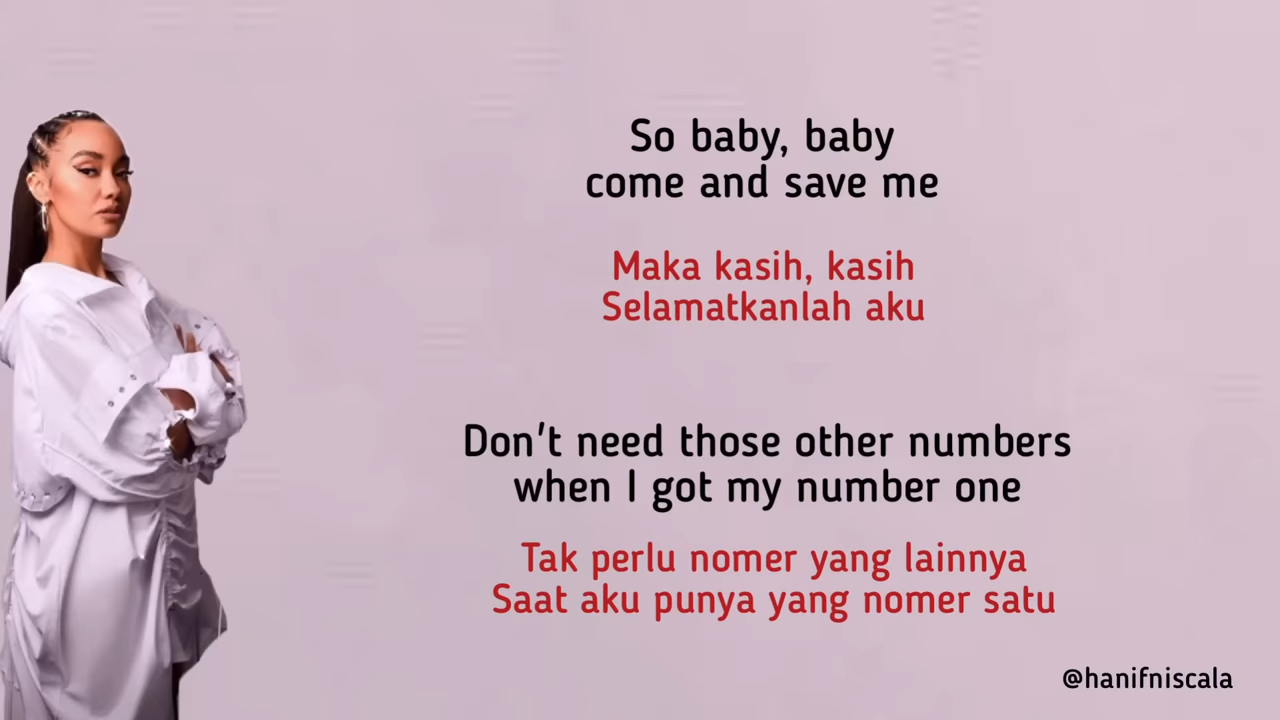 So baby, baby
come and save me
Maka kasih, kasih
Selamatkanlah aku
Don't need those other numbers
when I got my number one
Tak perlu nomer yang lainnya
Saat aku punya yang nomer satu
@hanifniscala